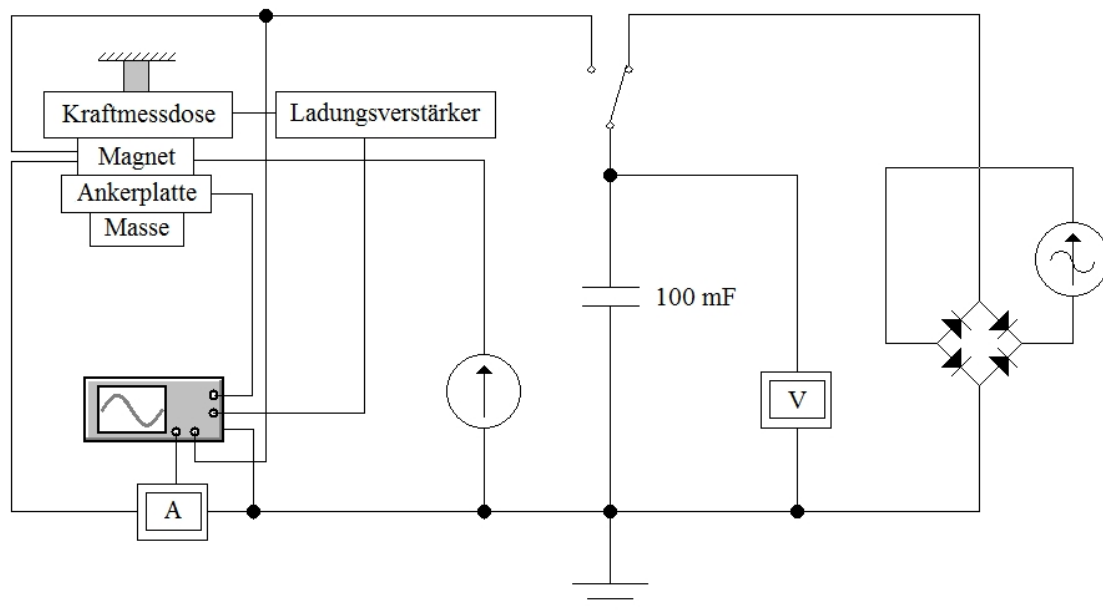 Kraftmessdose
Ladungsverstärker
Magnet
Ankerplatte
Masse
100 mF
V
A